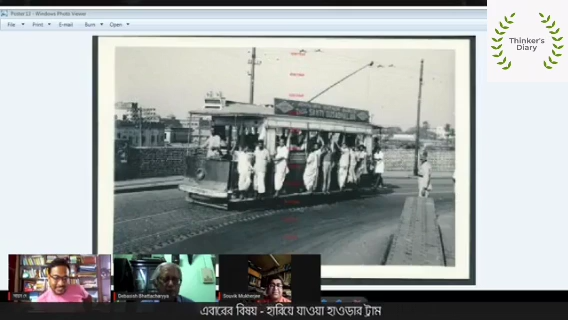 Poster 11 - Windows Photo Viewer
File Print E-mail Burn Open
Thinker's
Diary
Debasish Bhattacharyya
Souvik Mukherjee
এবারের বিষয় - হারিয়ে যাওয়া হাওড়ার ট্রাম